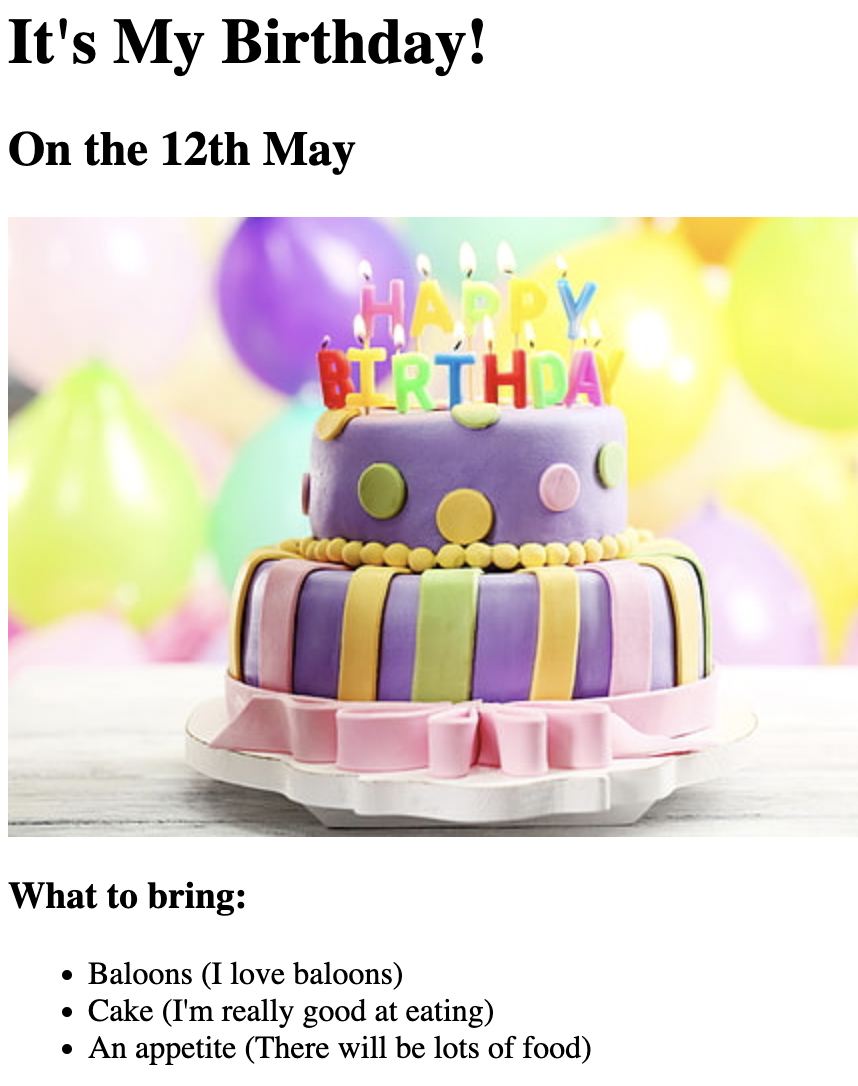 It's My Birthday!
On the 12th May
HAPPY
BIRTHDAY
What to bring:
Baloons (I love baloons)
Cake (I'm really good at eating)
An appetite (There will be lots of food)